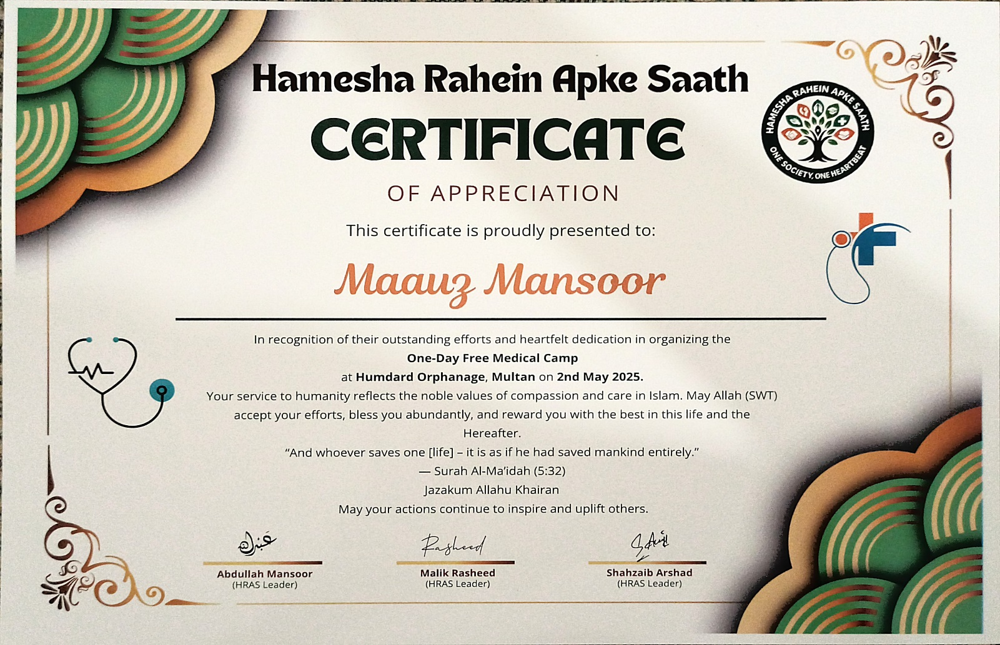 Hamesha Rahein Apke Saath
CERTIFICATE
HAMESHA RAHEIN APKE SAATH
ONE SOCIETY, ONE HEARTBEAT
OF APPRECIATION
This certificate is proudly presented to:
Maauz Mansoor
In recognition of their outstanding efforts and heartfelt dedication in organizing the
One-Day Free Medical Camp
at Humdard Orphanage, Multan on 2nd May 2025.
Your service to humanity reflects the noble values of compassion and care in Islam. May Allah (SWT)
accept your efforts, bless you abundantly, and reward you with the best in this life and the
Hereafter.
“And whoever saves one [life] – it is as if he had saved mankind entirely.”
— Surah Al-Ma’idah (5:32)
Jazakum Allahu Khairan
May your actions continue to inspire and uplift others.
Rasheed
Abdullah Mansoor
(HRAS Leader)
Malik Rasheed
(HRAS Leader)
Shahzaib Arshad
(HRAS Leader)